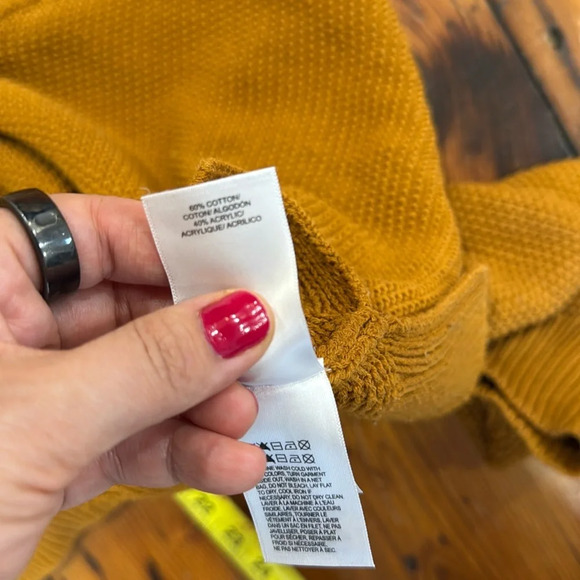 60% COTTON/
COTON/ ALGODÓN
40% ACRYLIC/
ACRYLIQUE/ ACRÍLICO
INE WASH COLD WITH
COLORS, TURN GARMENT
IDE OUT, WASH IN A NET
BAG, DO NOT BLEACH, LAY FLAT
TO DRY, COOL IRON IF
NECESSARY, DO NOT DRY CLEAN.
LAVER À LA MACHINE À L'EAU
FROIDE, LAVER AVEC COULEURS
SIMILAIRES, TOURNER LE
VÊTEMENT À L'ENVERS, LAVER
DANS UN SAC EN FILET, NE PAS
JAVELLISER, POSER À PLAT
POUR SÉCHER, REPASSER À
FROID SI NÉCESSAIRE,
NE PAS NETTOYER À SEC.